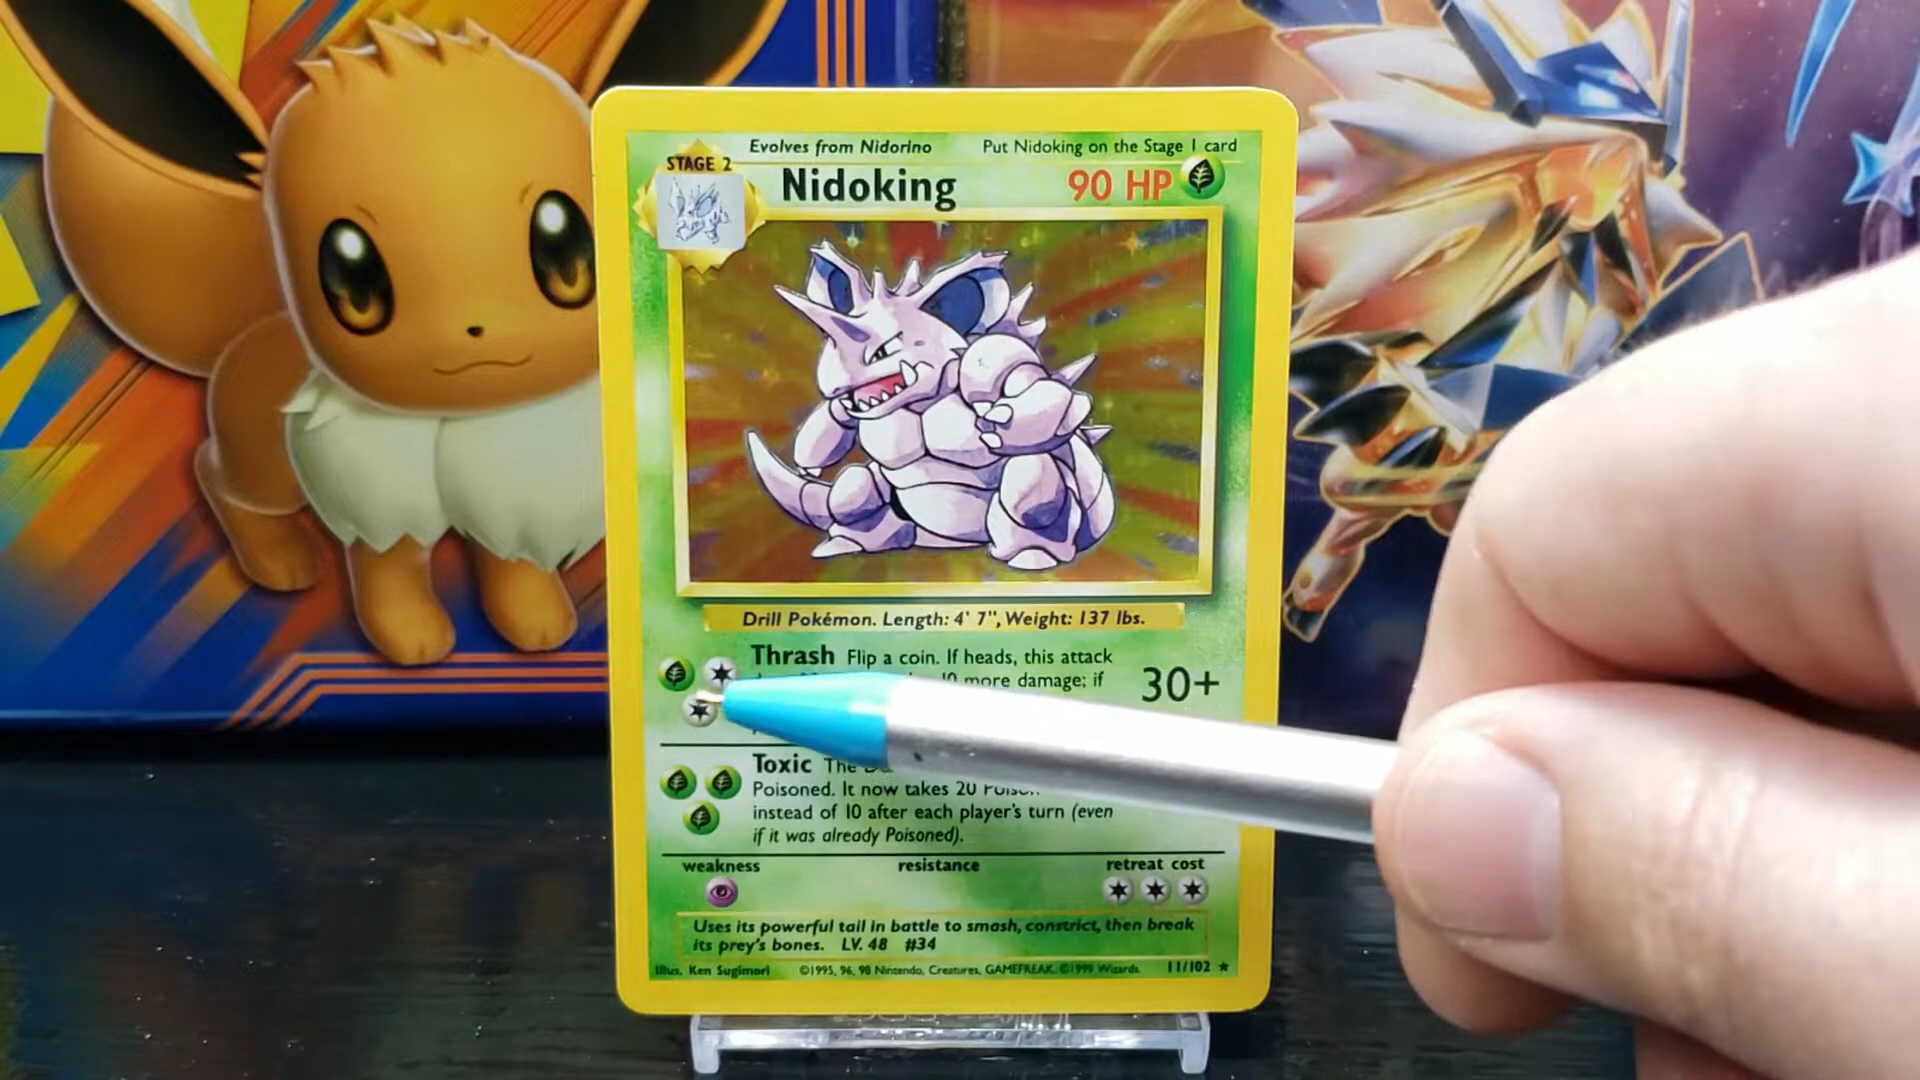 Evolves from Nidorino Put Nidoking on the Stage 1 card
STAGE 2
Nidoking 90 HP
Drill Pokémon. Length: 4' 7", Weight: 137 lbs.
Thrash Flip a coin. If heads, this attack
10 more damage; if
30+
Toxic The
Poisoned. It now takes 20
instead of 10 after each player's turn (even
if it was already Poisoned).
weakness resistance retreat cost
Uses its powerful tail in battle to smash, constrict, then break
its prey's bones. LV. 48 #34
Illus. Ken Sugimori ©1995, 96, 98 Nintendo, Creatures, GAMEFREAK. ©1999 Wizards. 11/102 ★